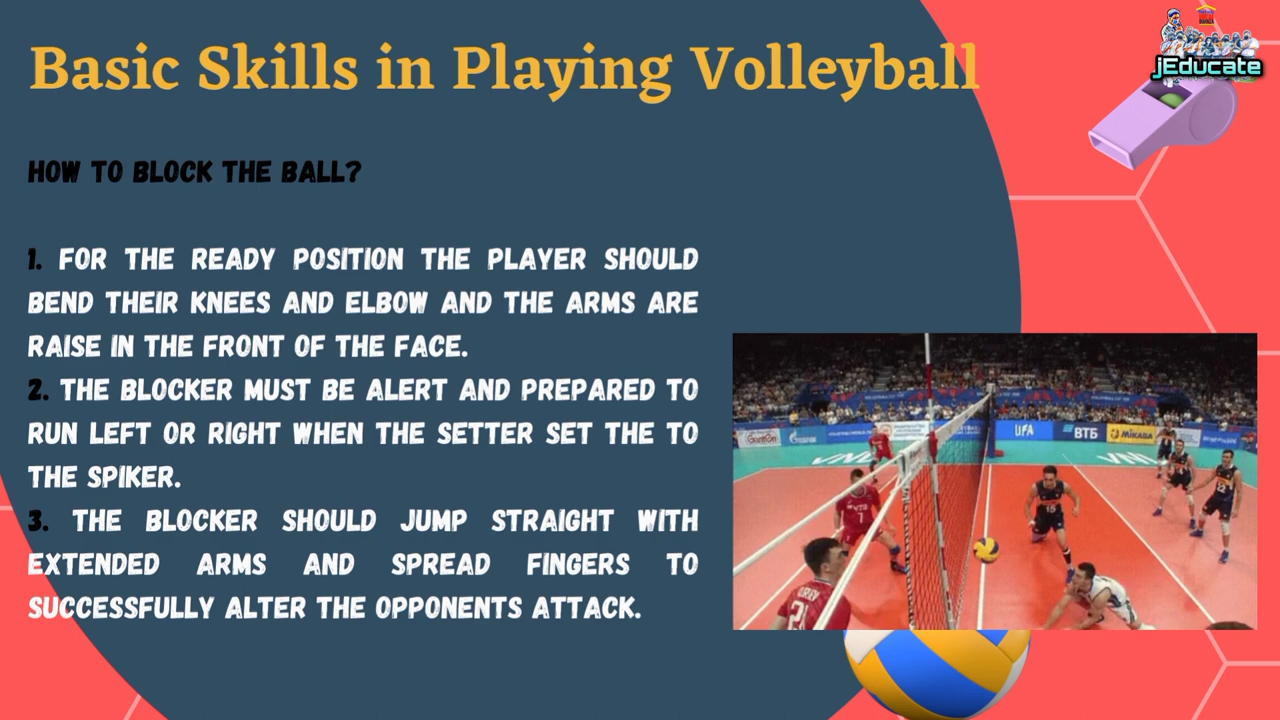 Basic Skills in Playing Volleyball
jEducate
HOW TO BLOCK THE BALL?
1. FOR THE READY POSITION THE PLAYER SHOULD
BEND THEIR KNEES AND ELBOW AND THE ARMS ARE
RAISE IN THE FRONT OF THE FACE.
2. THE BLOCKER MUST BE ALERT AND PREPARED TO
RUN LEFT OR RIGHT WHEN THE SETTER SET THE TO
THE SPIKER.
3. THE BLOCKER SHOULD JUMP STRAIGHT WITH
EXTENDED ARMS AND SPREAD FINGERS TO
SUCCESSFULLY ALTER THE OPPONENTS ATTACK.
UFA
ВТБ
MIKASA
VNL
7
15
21